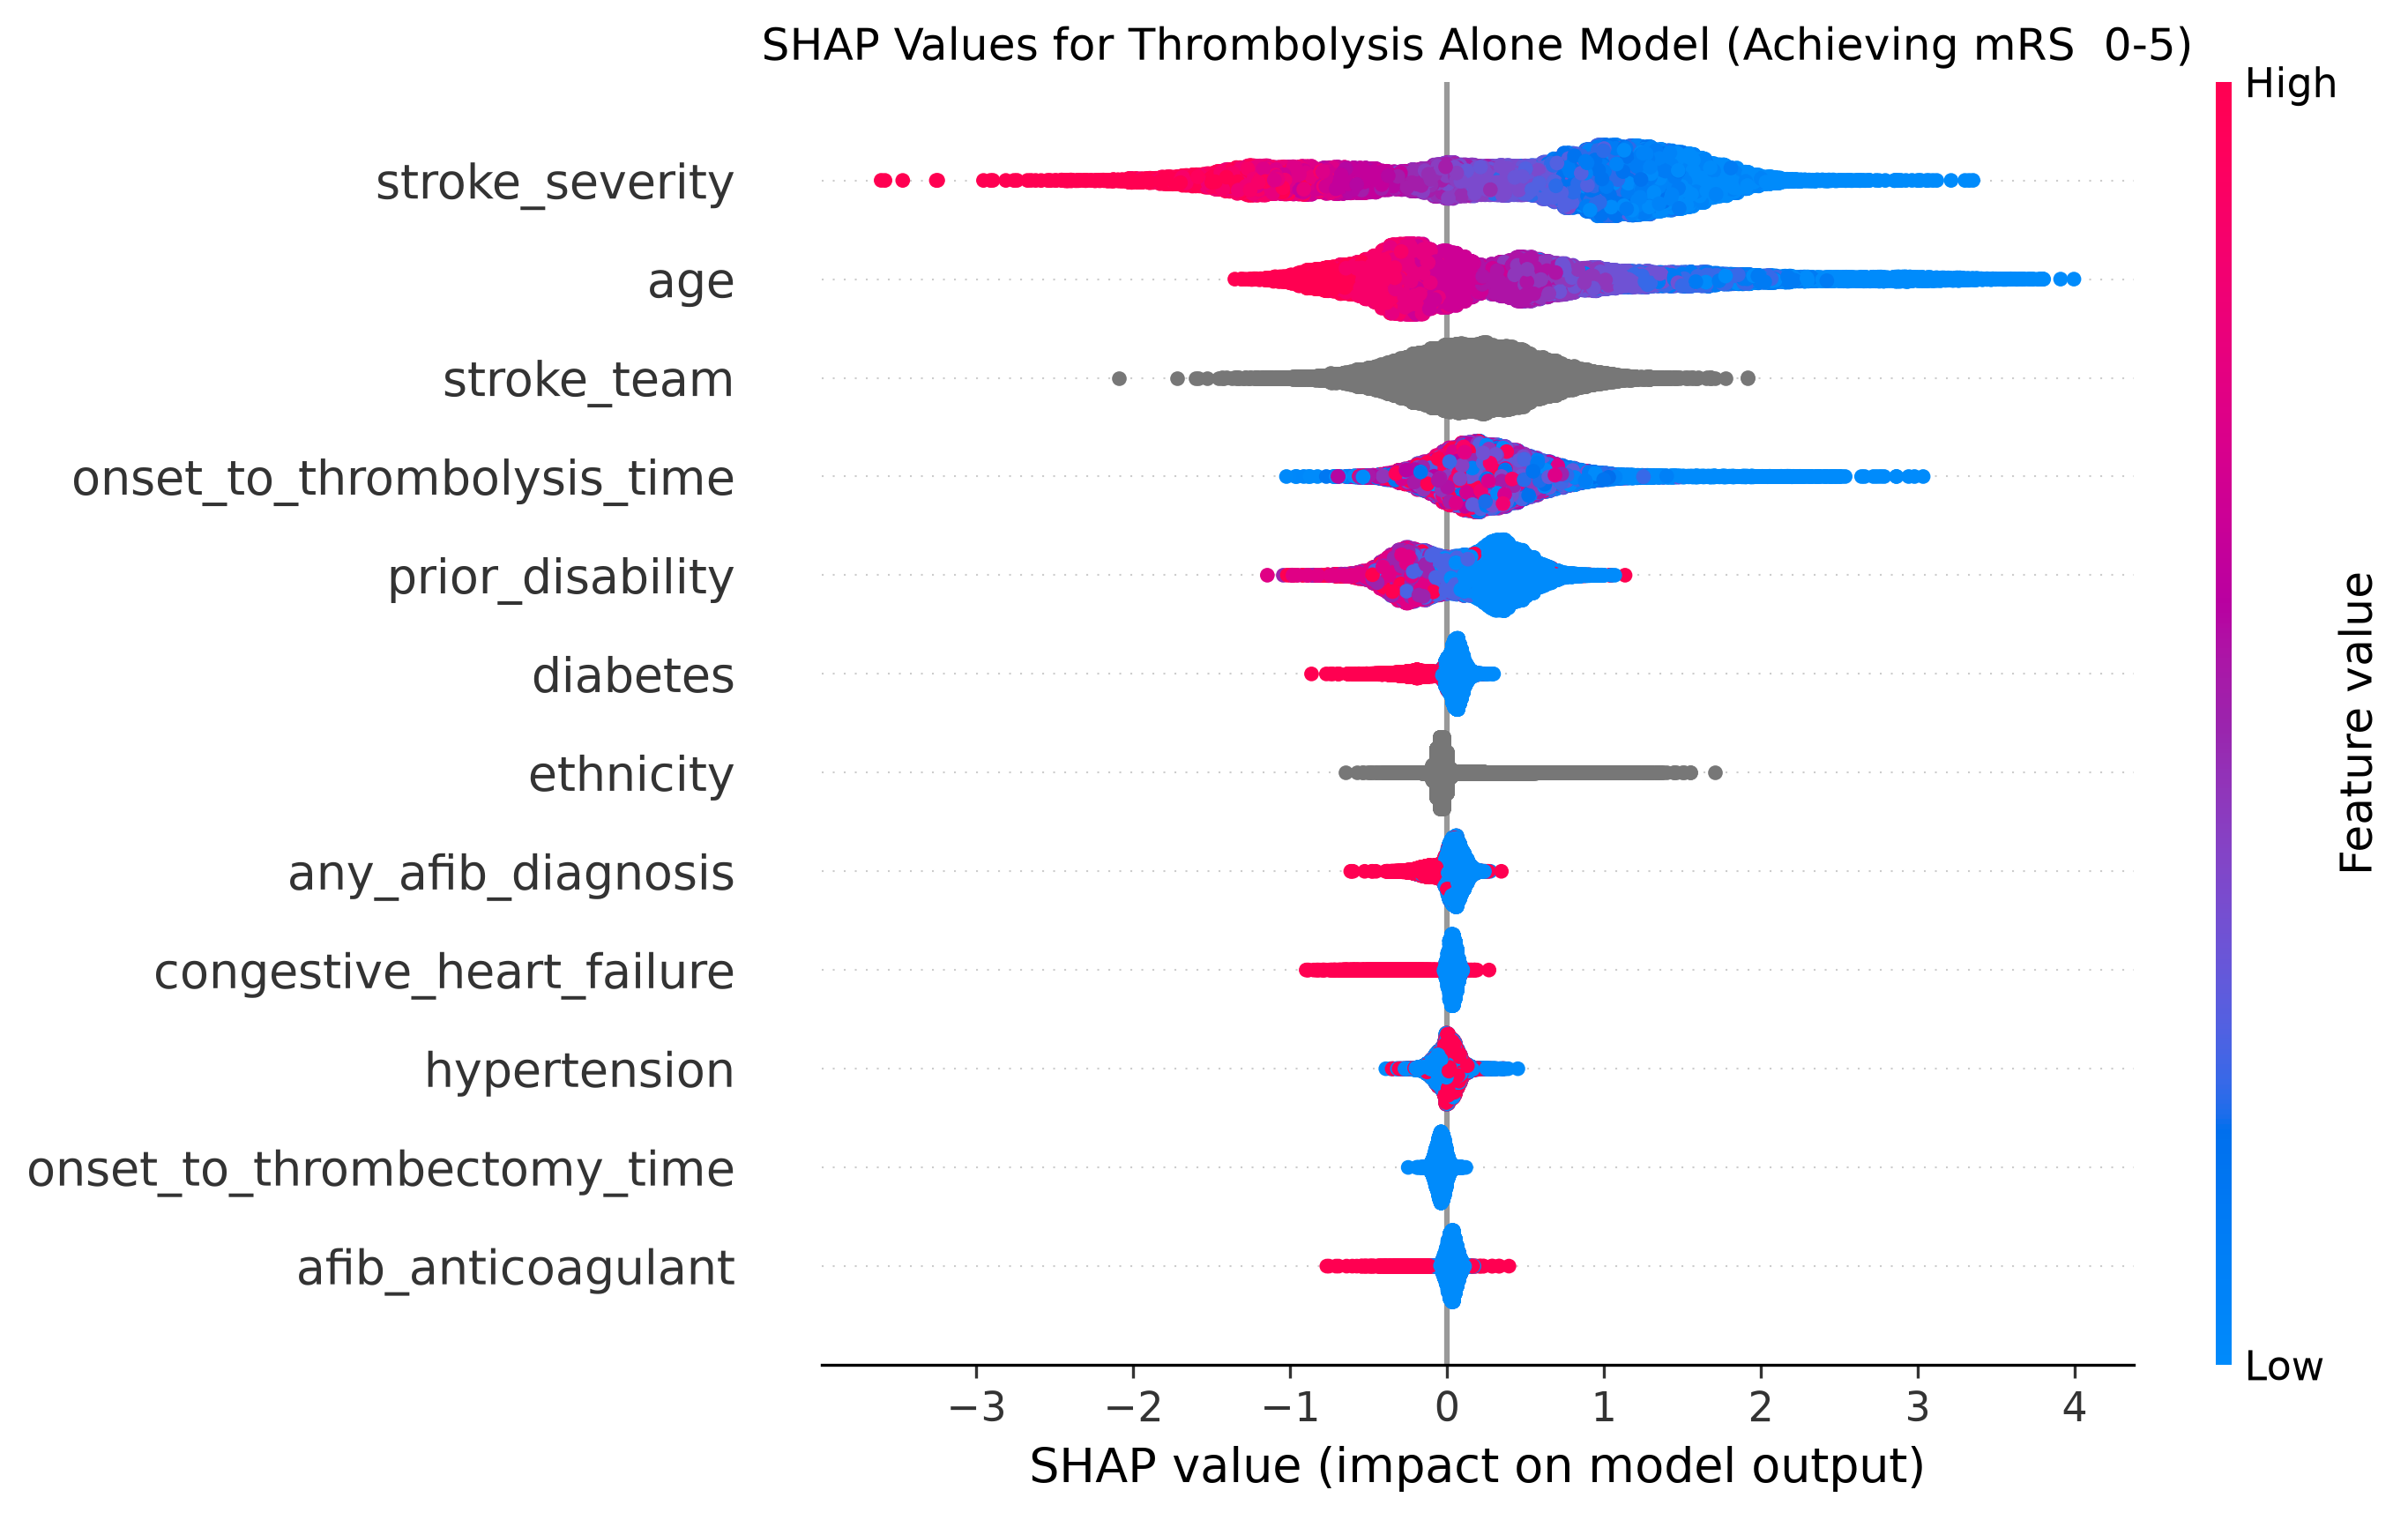 SHAP Values for Thrombolysis Alone Model (Achieving mRS  0-5)
High
stroke_severity
age
stroke_team
onset_to_thrombolysis_time
prior_disability
diabetes
ethnicity
any_afib_diagnosis
congestive_heart_failure
hypertension
onset_to_thrombectomy_time
afib_anticoagulant
Feature value
Low
−3 −2 −1 0 1 2 3 4
SHAP value (impact on model output)